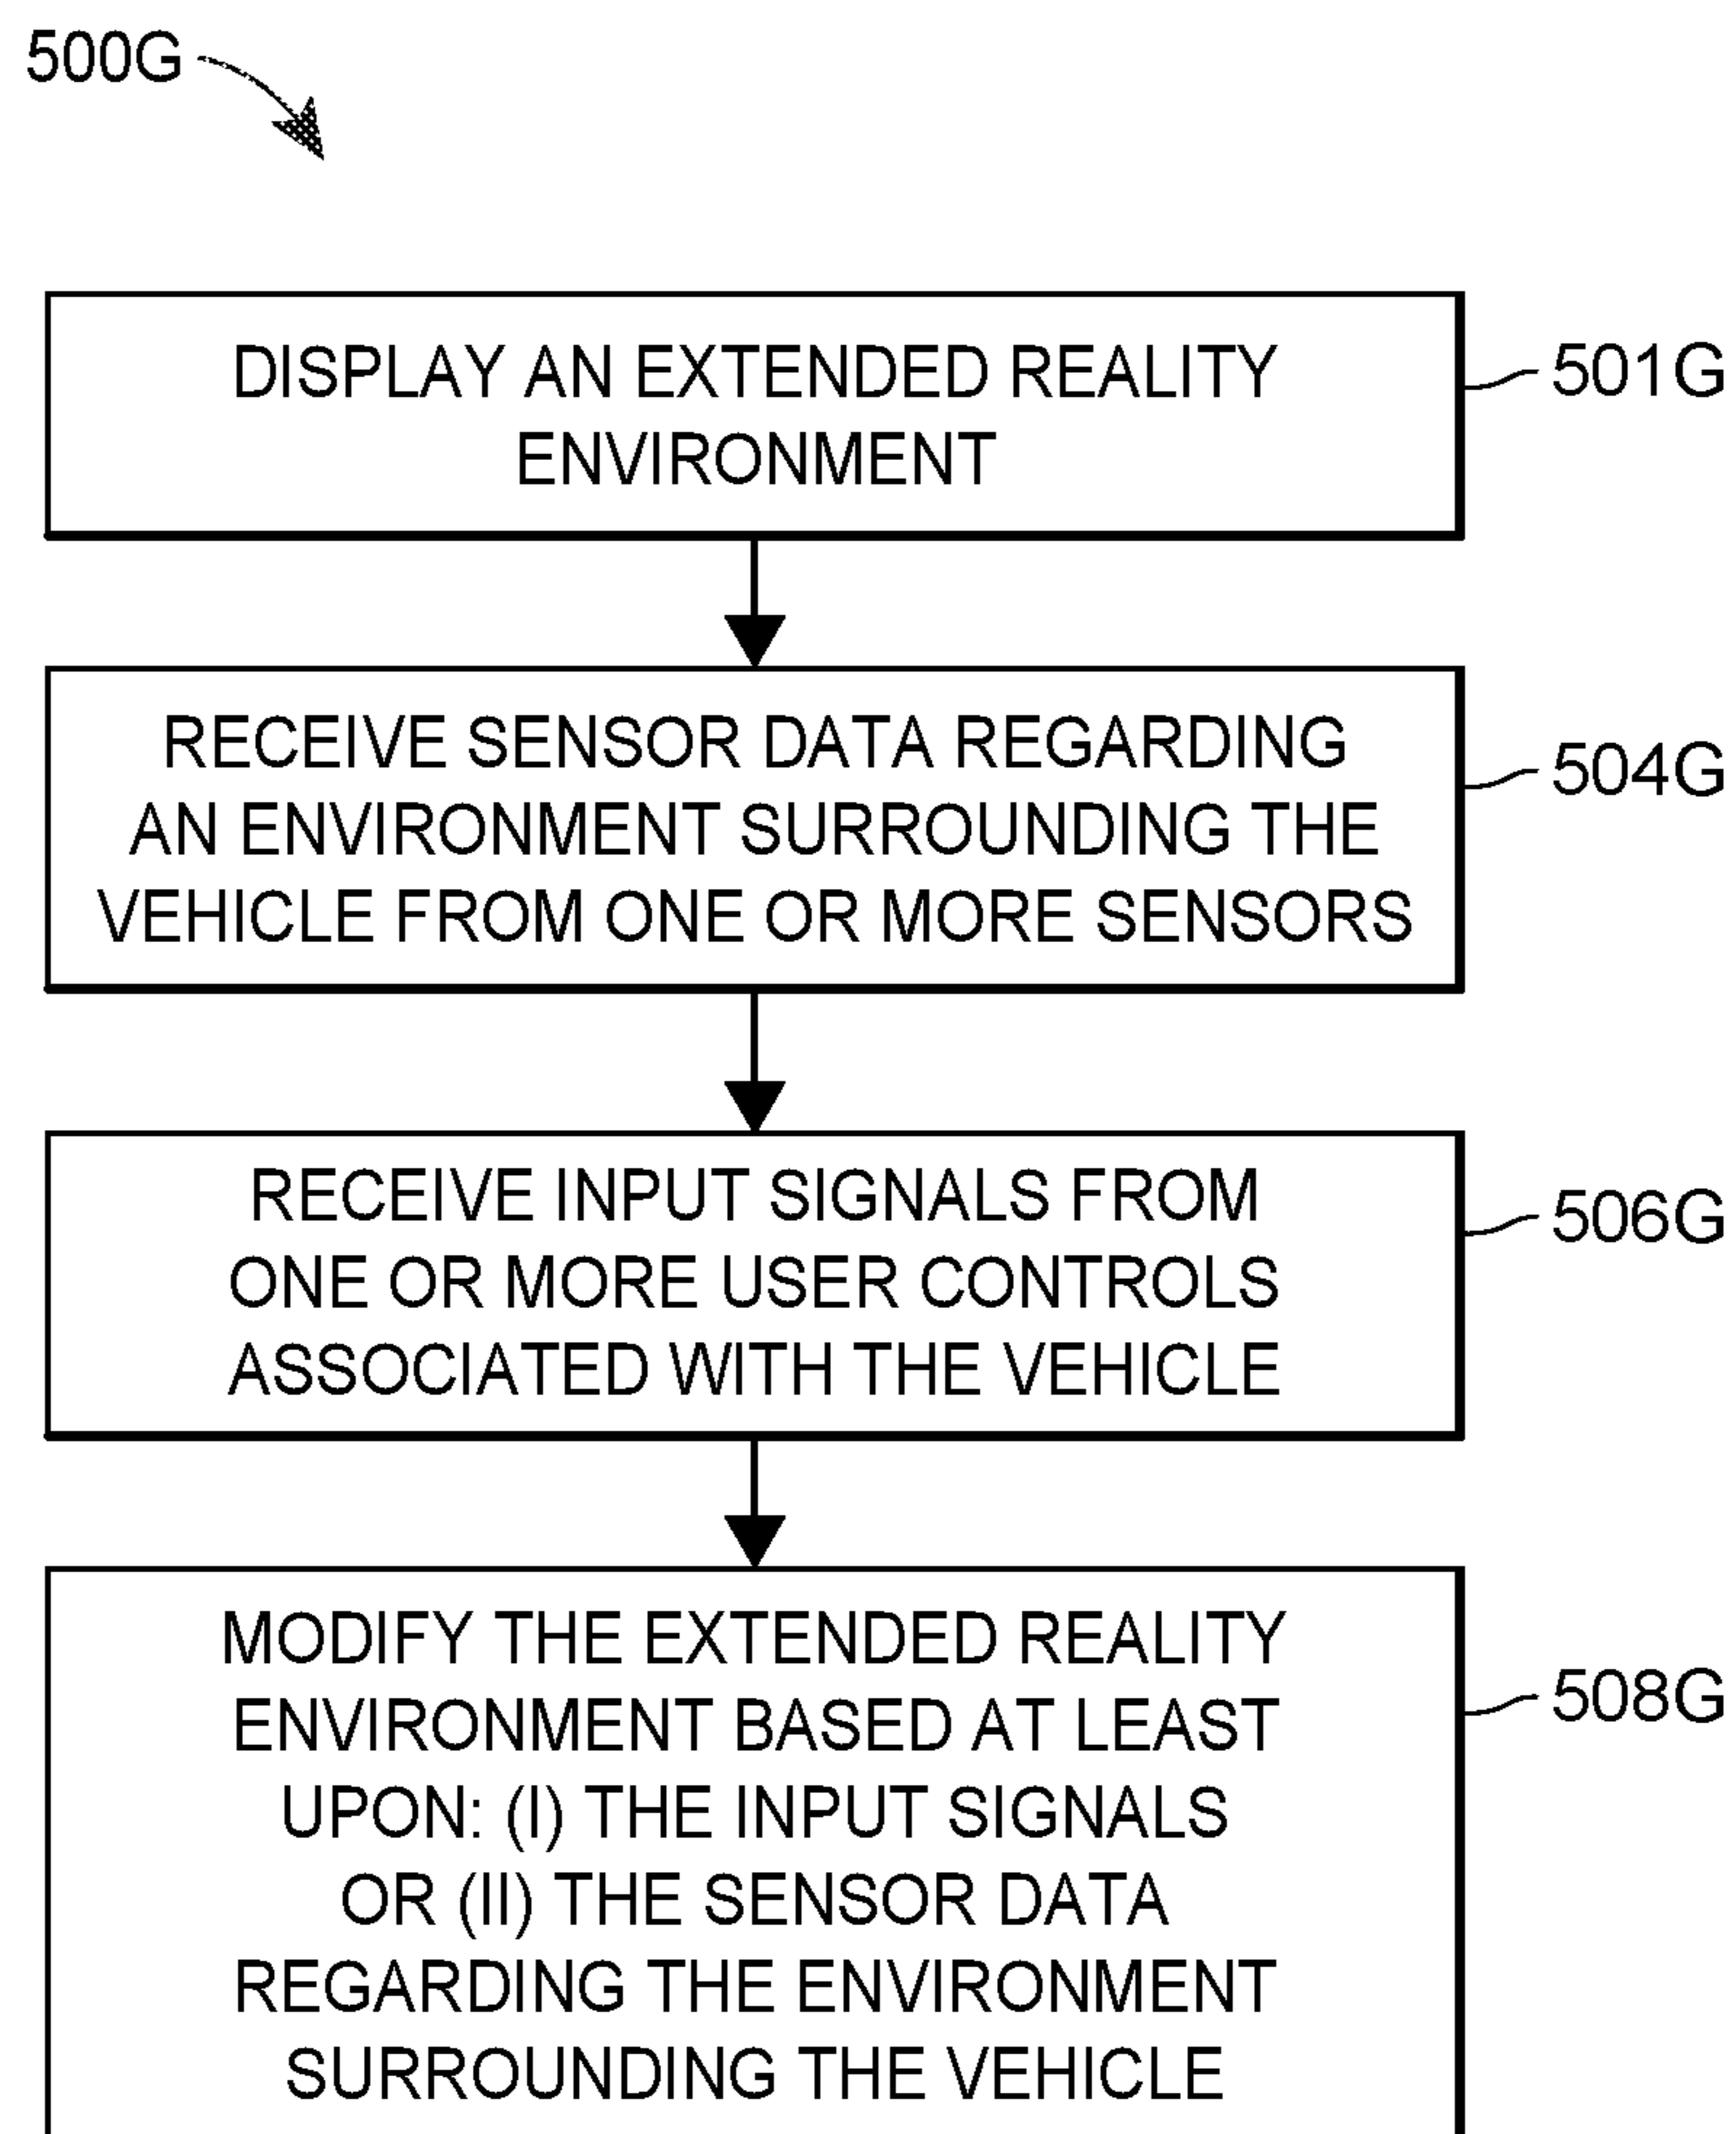 500G
DISPLAY AN EXTENDED REALITY
ENVIRONMENT
501G
RECEIVE SENSOR DATA REGARDING
AN ENVIRONMENT SURROUNDING THE
VEHICLE FROM ONE OR MORE SENSORS
504G
RECEIVE INPUT SIGNALS FROM
ONE OR MORE USER CONTROLS
ASSOCIATED WITH THE VEHICLE
506G
MODIFY THE EXTENDED REALITY
ENVIRONMENT BASED AT LEAST
UPON: (I) THE INPUT SIGNALS
OR (II) THE SENSOR DATA
REGARDING THE ENVIRONMENT
SURROUNDING THE VEHICLE
508G